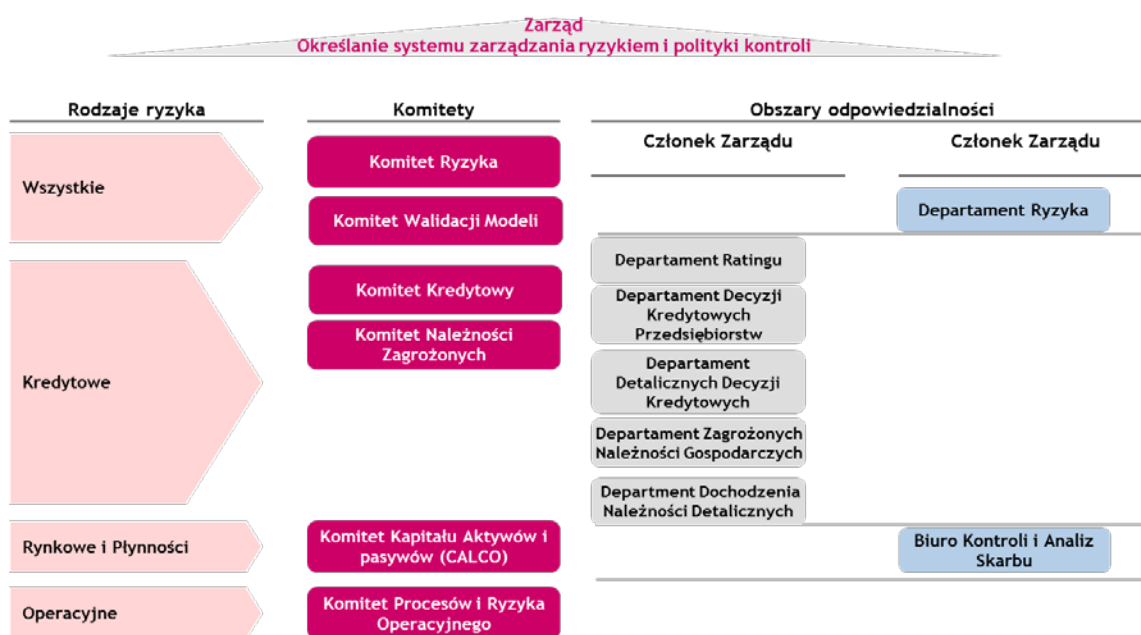 Zarząd
Określanie systemu zarządzania ryzykiem i polityki kontroli
Rodzaje ryzyka
Komitety
Obszary odpowiedzialności
Członek Zarządu
Członek Zarządu
Wszystkie
Komitet Ryzyka
Komitet Walidacji Modeli
Departament Ryzyka
Kredytowe
Komitet Kredytowy
Komitet Należności
Zagrożonych
Departament Ratingu
Departament Decyzji
Kredytowych
Przedsiębiorstw
Departament
Detalicznych Decyzji
Kredytowych
Departament Zagrożonych
Należności Gospodarczych
Department Dochodzenia
Należności Detalicznych
Rynkowe i Płynności
Komitet Kapitału Aktywów i
pasywów (CALCO)
Biuro Kontroli i Analiz
Skarbu
Operacyjne
Komitet Procesów i Ryzyka
Operacyjnego